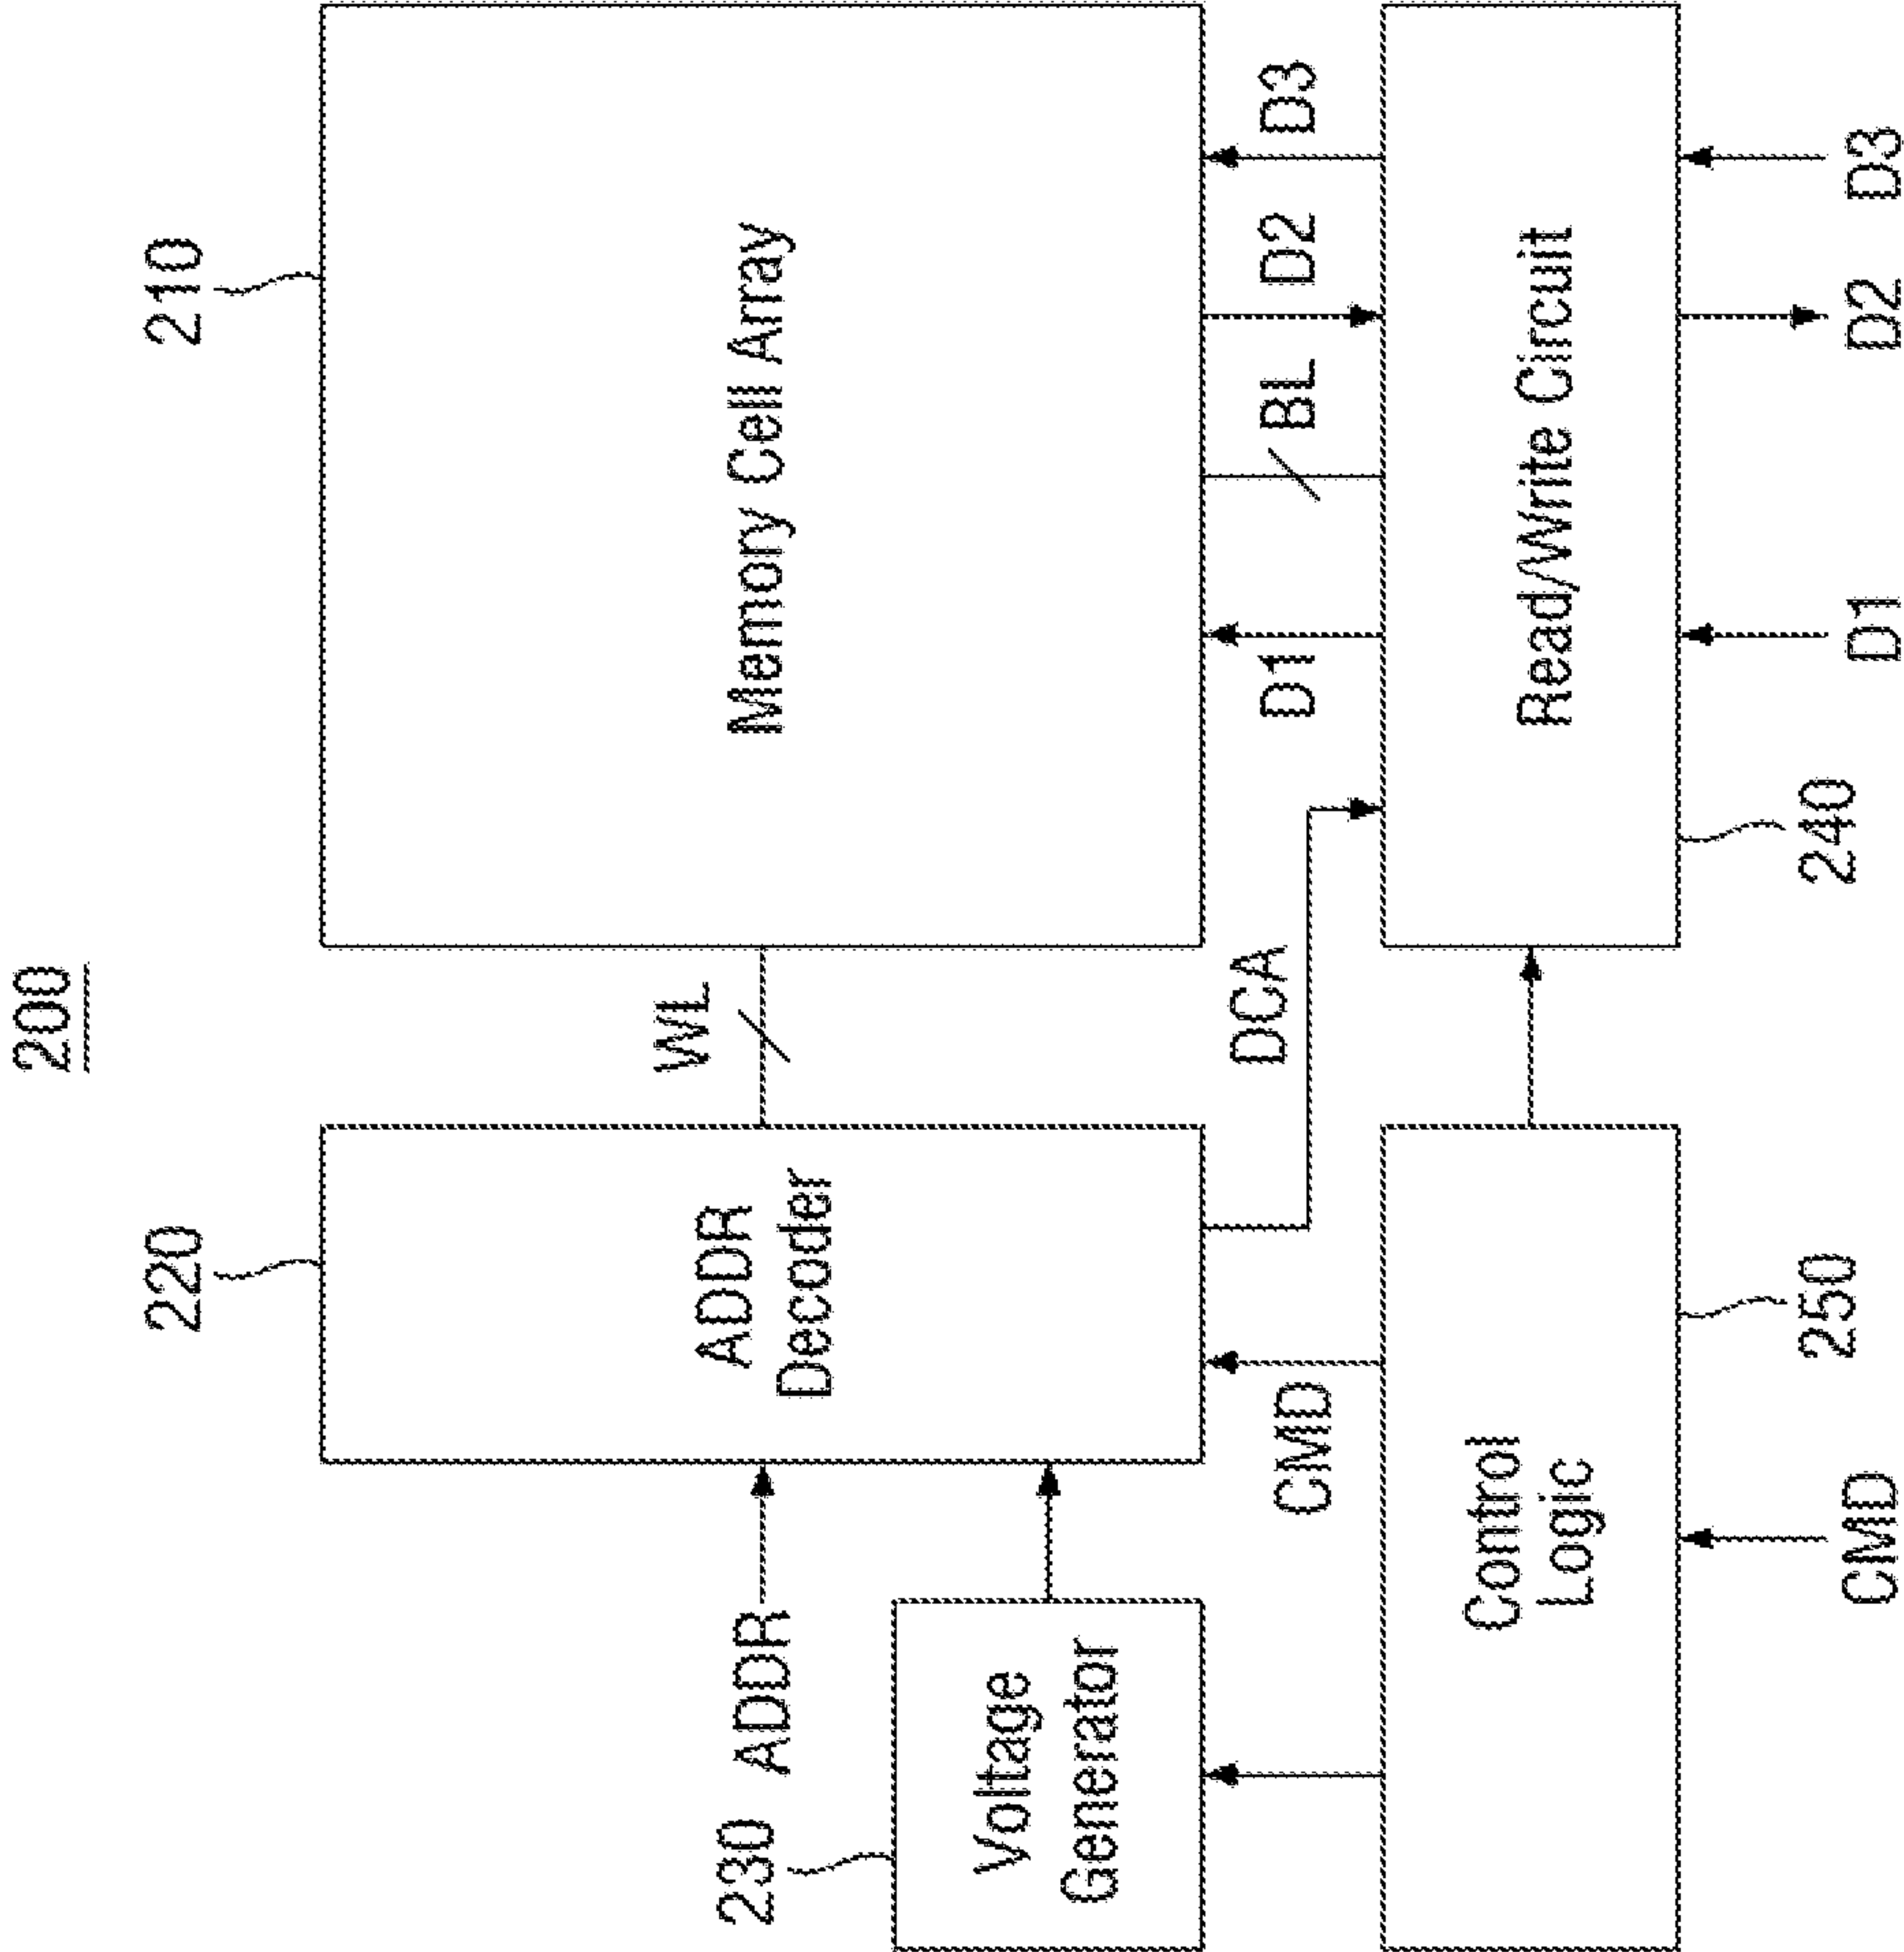 200
220
210
WL
ADDR
Decoder
230
ADDR
Memory Cell Array
Voltage
Generator
DCA
CMD
D1
BL
D2
D3
Control
Logic
Read/Write Circuit
250
240
CMD
D1
D2
D3